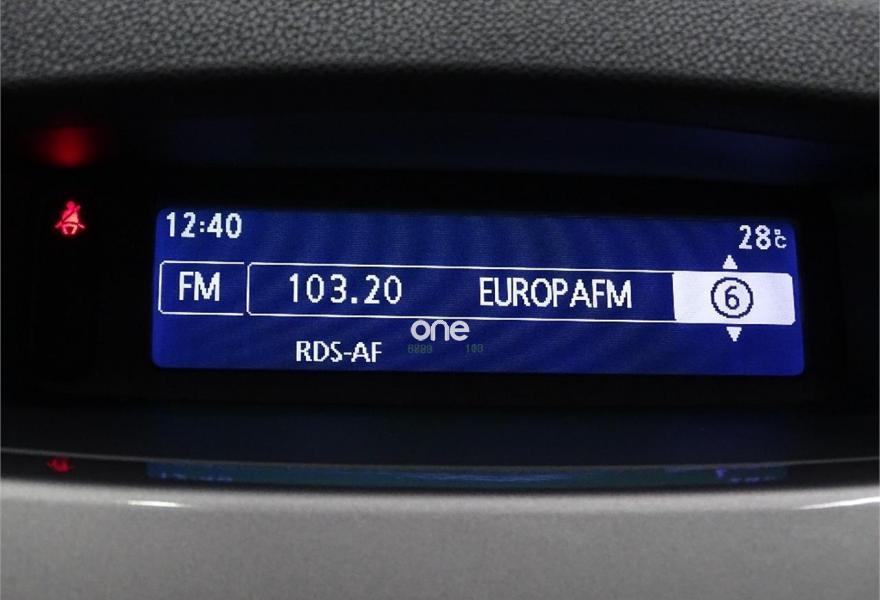 12:40 28°C
FM 103.20 EUROPAFM 6
one
RDS-AF